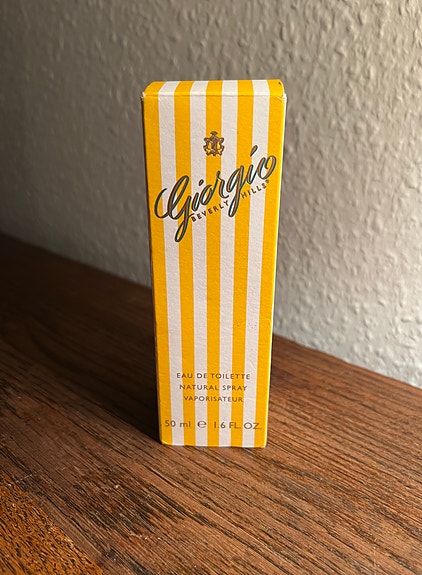 Giorgio
BEVERLY HILLS®
EAU DE TOILETTE
NATURAL SPRAY
VAPORISATEUR
50 ml ℮ 1.6 FL. OZ.